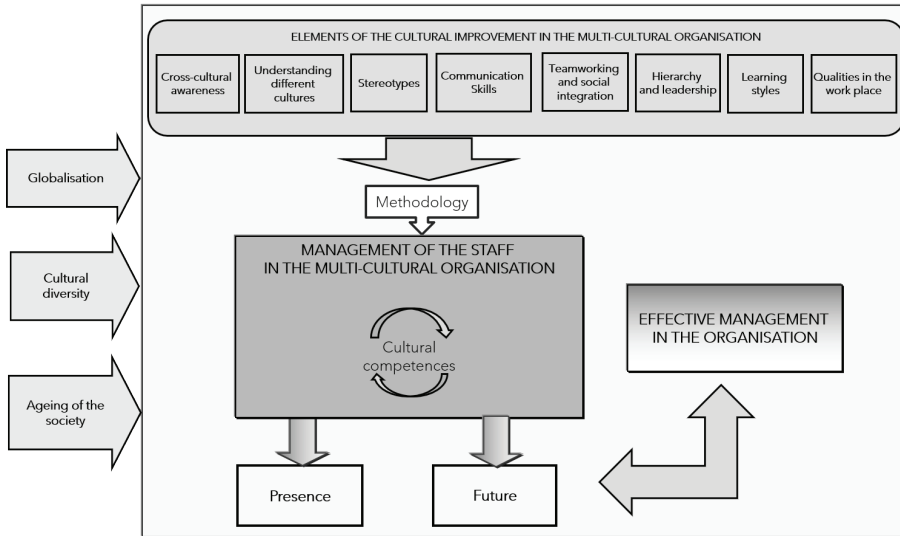 ELEMENTS OF THE CULTURAL IMPROVEMENT IN THE MULTI-CULTURAL ORGANISATION
Cross-cultural
awareness
Understanding
different
cultures
Stereotypes
Communication
Skills
Teamworking
and social
integration
Hierarchy
and leadership
Learning
styles
Qualities in the
work place
Globalisation
Methodology
MANAGEMENT OF THE STAFF
IN THE MULTI-CULTURAL ORGANISATION
Cultural
diversity
EFFECTIVE MANAGEMENT
IN THE ORGANISATION
Cultural
competences
Ageing of the
society
Presence
Future